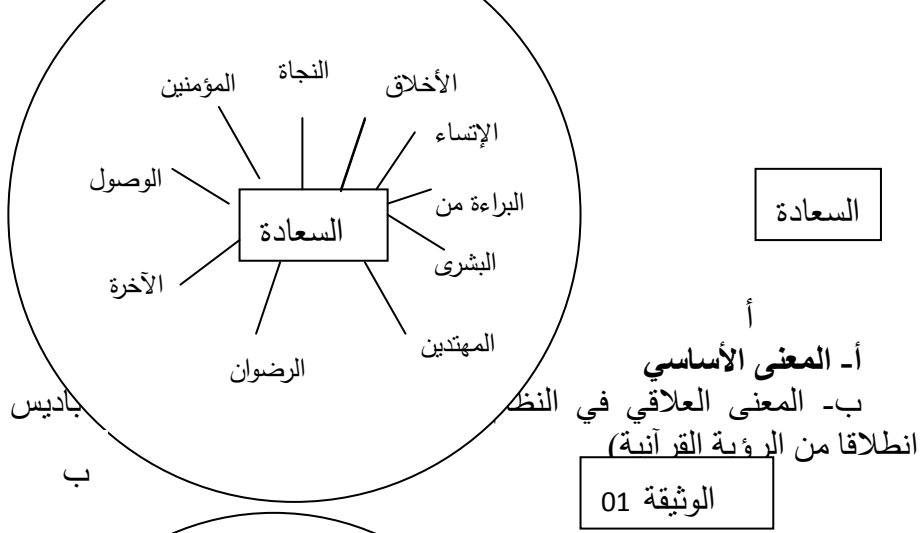 النجاة
الأخلاق
المؤمنين
الإتساء
الوصول
البراءة من
السعادة
السعادة
البشرى
الآخرة
المهتدين
الرضوان
أ
أ- المعنى الأساسي
ب- المعنى العلاقي في باديس
انطلاقا من الرؤية القرآنية)
ب
الوثيقة 01